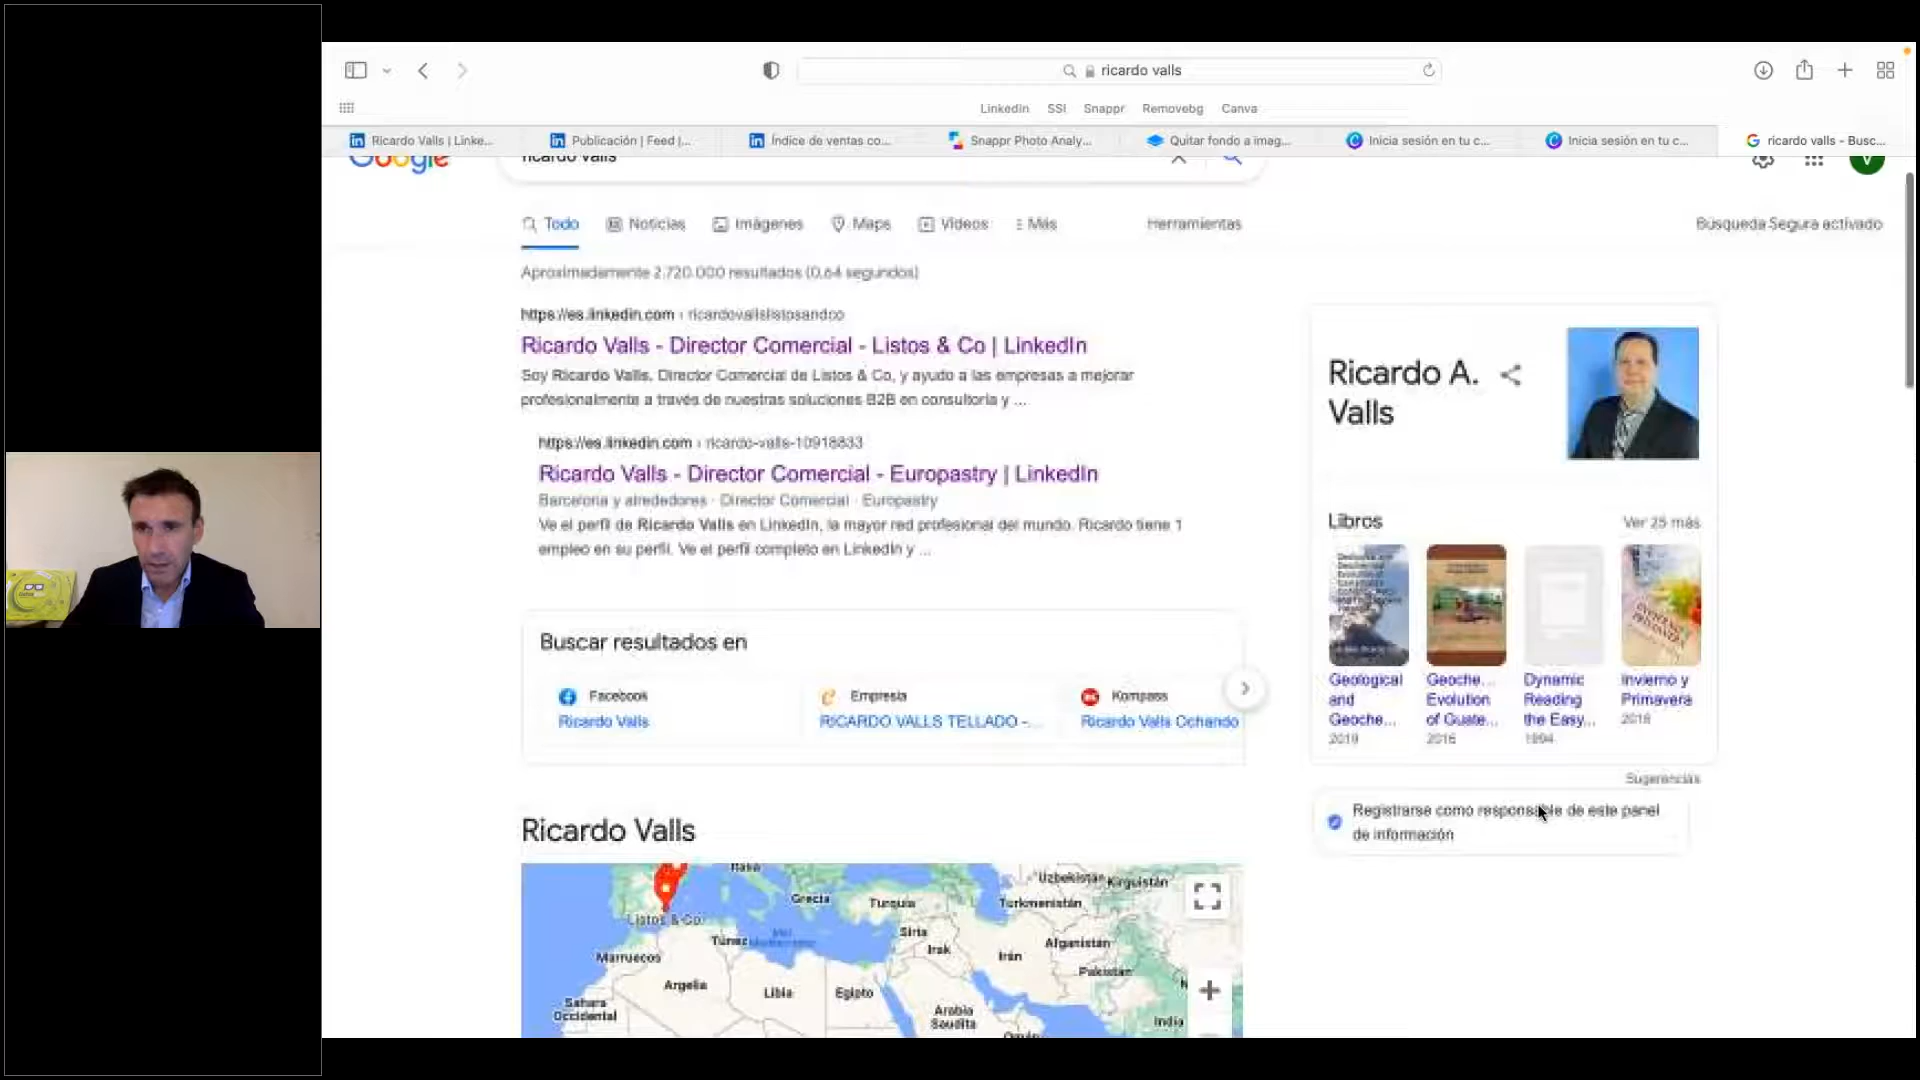 ricardo valls
LinkedIn SSI Snappr Removebg Canva
Ricardo Valls | Linke...
Publicación | Feed |...
Índice de ventas co...
Snappr Photo Analy...
Quitar fondo a imag...
Inicia sesión en tu c...
Inicia sesión en tu c...
ricardo valls - Busc...
Google
ricardo valls
V
Todo Noticias Imágenes Maps Vídeos Más Herramientas
Búsqueda Segura activado
Aproximadamente 2.720.000 resultados (0,64 segundos)
https://es.linkedin.com › ricardovallslistosandco
Ricardo Valls - Director Comercial - Listos & Co | LinkedIn
Soy Ricardo Valls, Director Comercial de Listos & Co, y ayudo a las empresas a mejorar
profesionalmente a través de nuestras soluciones B2B en consultoría y ...
https://es.linkedin.com › ricardo-valls-10918833
Ricardo Valls - Director Comercial - Europastry | LinkedIn
Barcelona y alrededores · Director Comercial · Europastry
Ve el perfil de Ricardo Valls en LinkedIn, la mayor red profesional del mundo. Ricardo tiene 1
empleo en su perfil. Ve el perfil completo en LinkedIn y ...
Buscar resultados en
Facebook
Ricardo Valls
Empresia
RICARDO VALLS TELLADO -...
Kompass
Ricardo Valls Ochando
Ricardo Valls
Italia
Uzbekistán
Kirguistán
Grecia
Turquía
Turkmenistán
Listos & Co
Siria
Túnez
Mar Mediterráneo
Irak
Irán
Afganistán
Marruecos
Pakistán
Argelia
Libia
Egipto
Sahara
Occidental
Arabia
Saudita
India
Omán
Ricardo A.
Valls
Libros
Ver 25 más
Geological
and
Geoche...
2019
Geoche...
Evolution
of Guate...
2016
Dynamic
Reading
the Easy...
1994
Invierno y
Primavera
2018
Sugerencias
Registrarse como responsable de este panel
de información